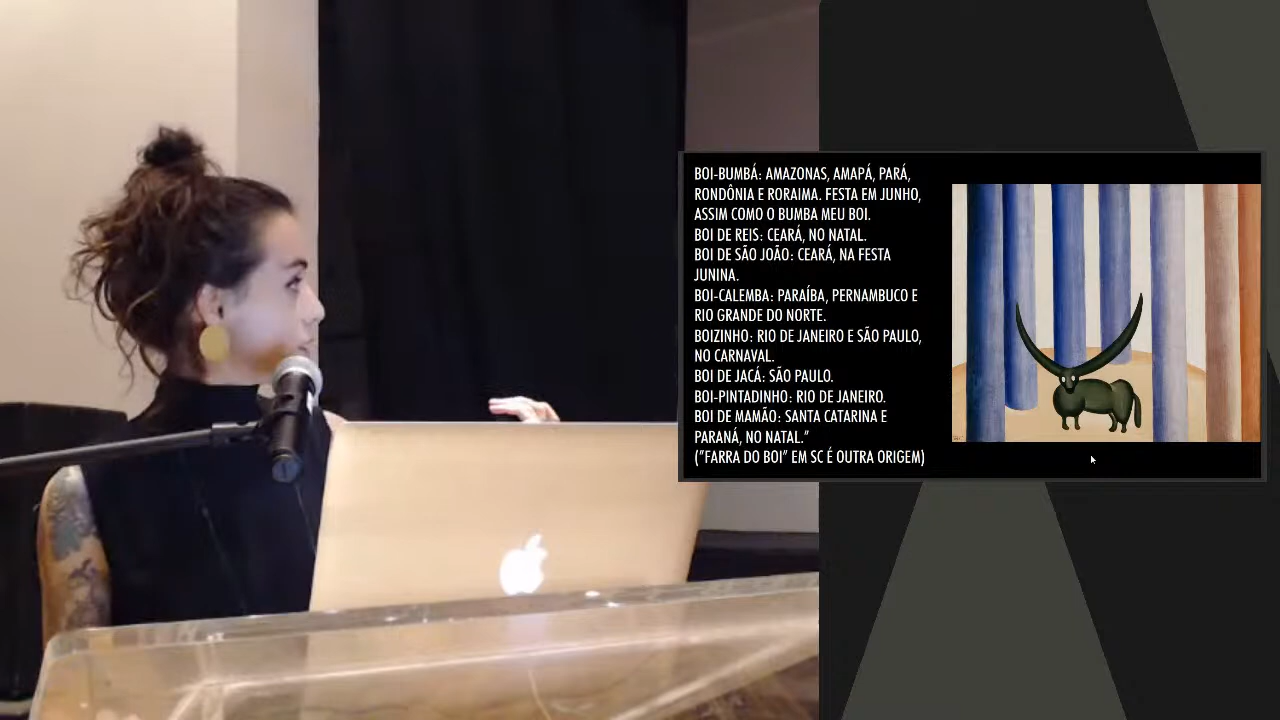 BOI-BUMBÁ: AMAZONAS, AMAPÁ, PARÁ,
RONDÔNIA E RORAIMA. FESTA EM JUNHO,
ASSIM COMO O BUMBA MEU BOI.
BOI DE REIS: CEARÁ, NO NATAL.
BOI DE SÃO JOÃO: CEARÁ, NA FESTA
JUNINA.
BOI-CALEMBA: PARAÍBA, PERNAMBUCO E
RIO GRANDE DO NORTE.
BOIZINHO: RIO DE JANEIRO E SÃO PAULO,
NO CARNAVAL.
BOI DE JACÁ: SÃO PAULO.
BOI-PINTADINHO: RIO DE JANEIRO.
BOI DE MAMÃO: SANTA CATARINA E
PARANÁ, NO NATAL.”
(”FARRA DO BOI” EM SC É OUTRA ORIGEM)